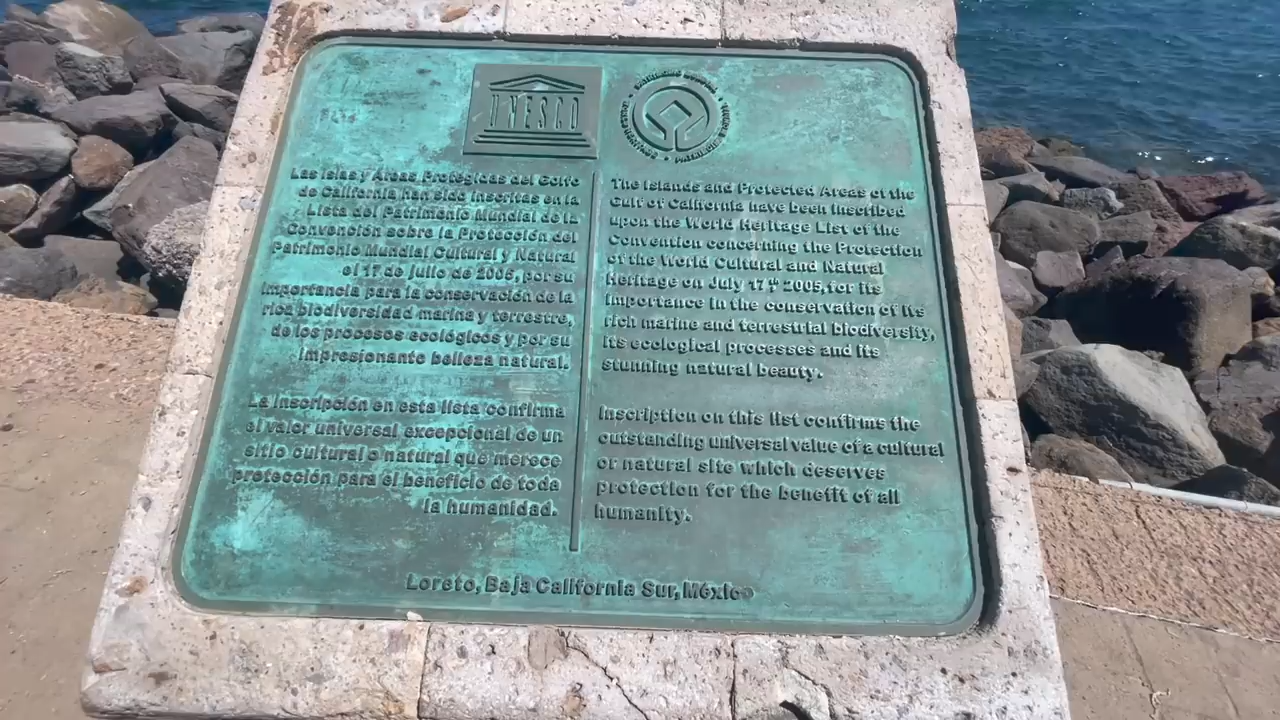 UNESCO
PATRIMONIO MUNDIAL • WORLD HERITAGE • PATRIMOINE MONDIAL
Las Islas y Áreas Protegidas del Golfo
de California han sido inscritas en la
Lista del Patrimonio Mundial de la
Convención sobre la Protección del
Patrimonio Mundial Cultural y Natural
el 17 de julio de 2005, por su
importancia para la conservación de la
rica biodiversidad marina y terrestre,
de los procesos ecológicos y por su
impresionante belleza natural.
La inscripción en esta lista confirma
el valor universal excepcional de un
sitio cultural o natural que merece
protección para el beneficio de toda
la humanidad.
The Islands and Protected Areas of the
Gulf of California have been inscribed
upon the World Heritage List of the
Convention concerning the Protection
of the World Cultural and Natural
Heritage on July 17th 2005, for its
importance in the conservation of its
rich marine and terrestrial biodiversity,
its ecological processes and its
stunning natural beauty.
Inscription on this list confirms the
outstanding universal value of a cultural
or natural site which deserves
protection for the benefit of all
humanity.
Loreto, Baja California Sur, México